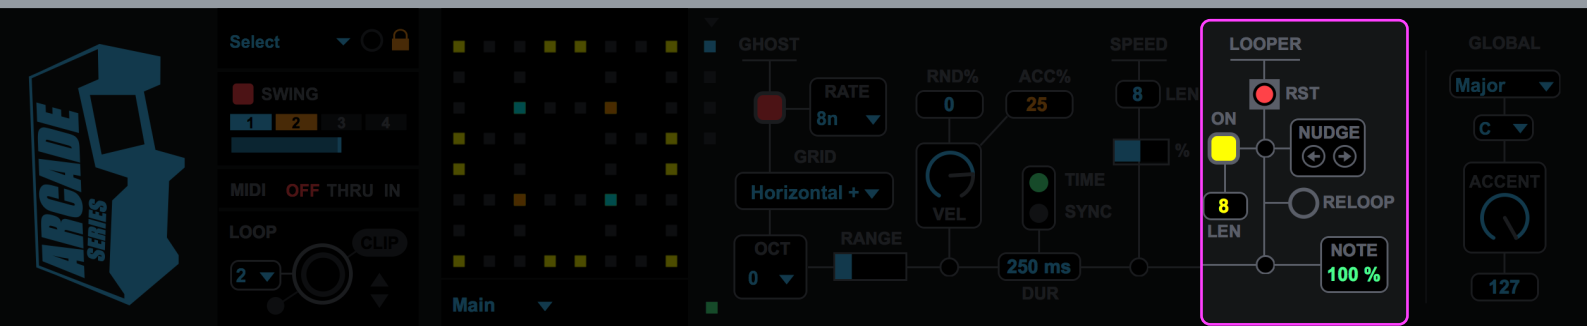 ARCADE
SERIES
Select
SWING
1 2 3 4
MIDI OFF THRU IN
LOOP
CLIP
2
Main
GHOST
RATE
8n
GRID
Horizontal +
OCT
0
RANGE
RND%
0
ACC%
25
VEL
TIME
SYNC
250 ms
DUR
SPEED
8 LEN
%
LOOPER
RST
ON
NUDGE
RELOOP
8
LEN
NOTE
100 %
GLOBAL
Major
C
ACCENT
127